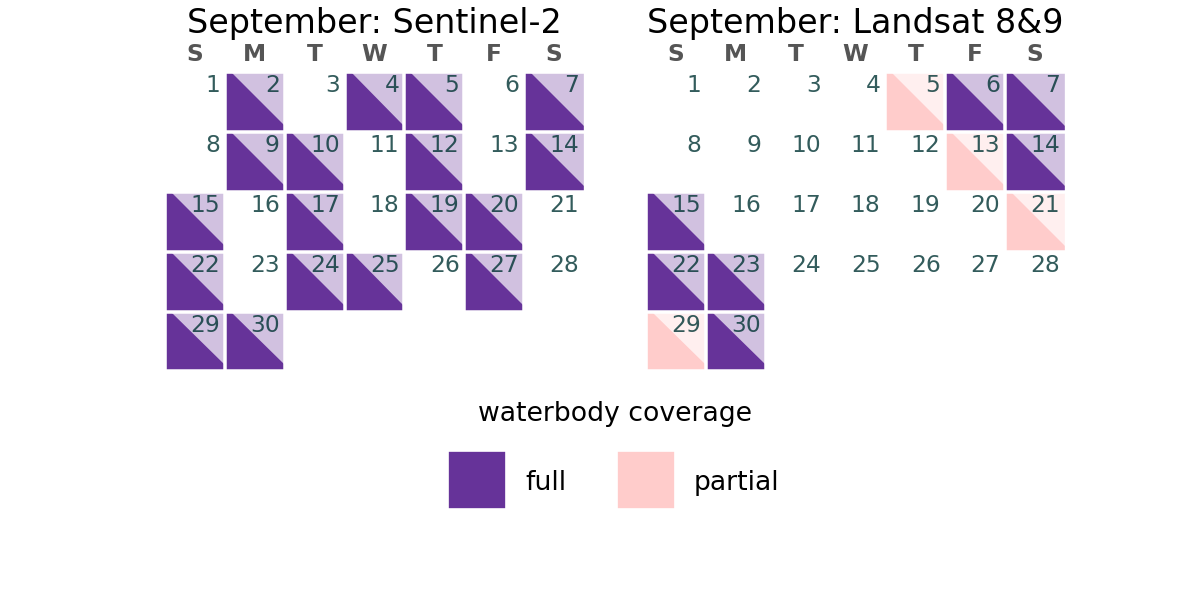 September: Sentinel-2
S M T W T F S
1 2 3 4 5 6 7
8 9 10 11 12 13 14
15 16 17 18 19 20 21
22 23 24 25 26 27 28
29 30
September: Landsat 8&9
S M T W T F S
1 2 3 4 5 6 7
8 9 10 11 12 13 14
15 16 17 18 19 20 21
22 23 24 25 26 27 28
29 30
waterbody coverage
full partial